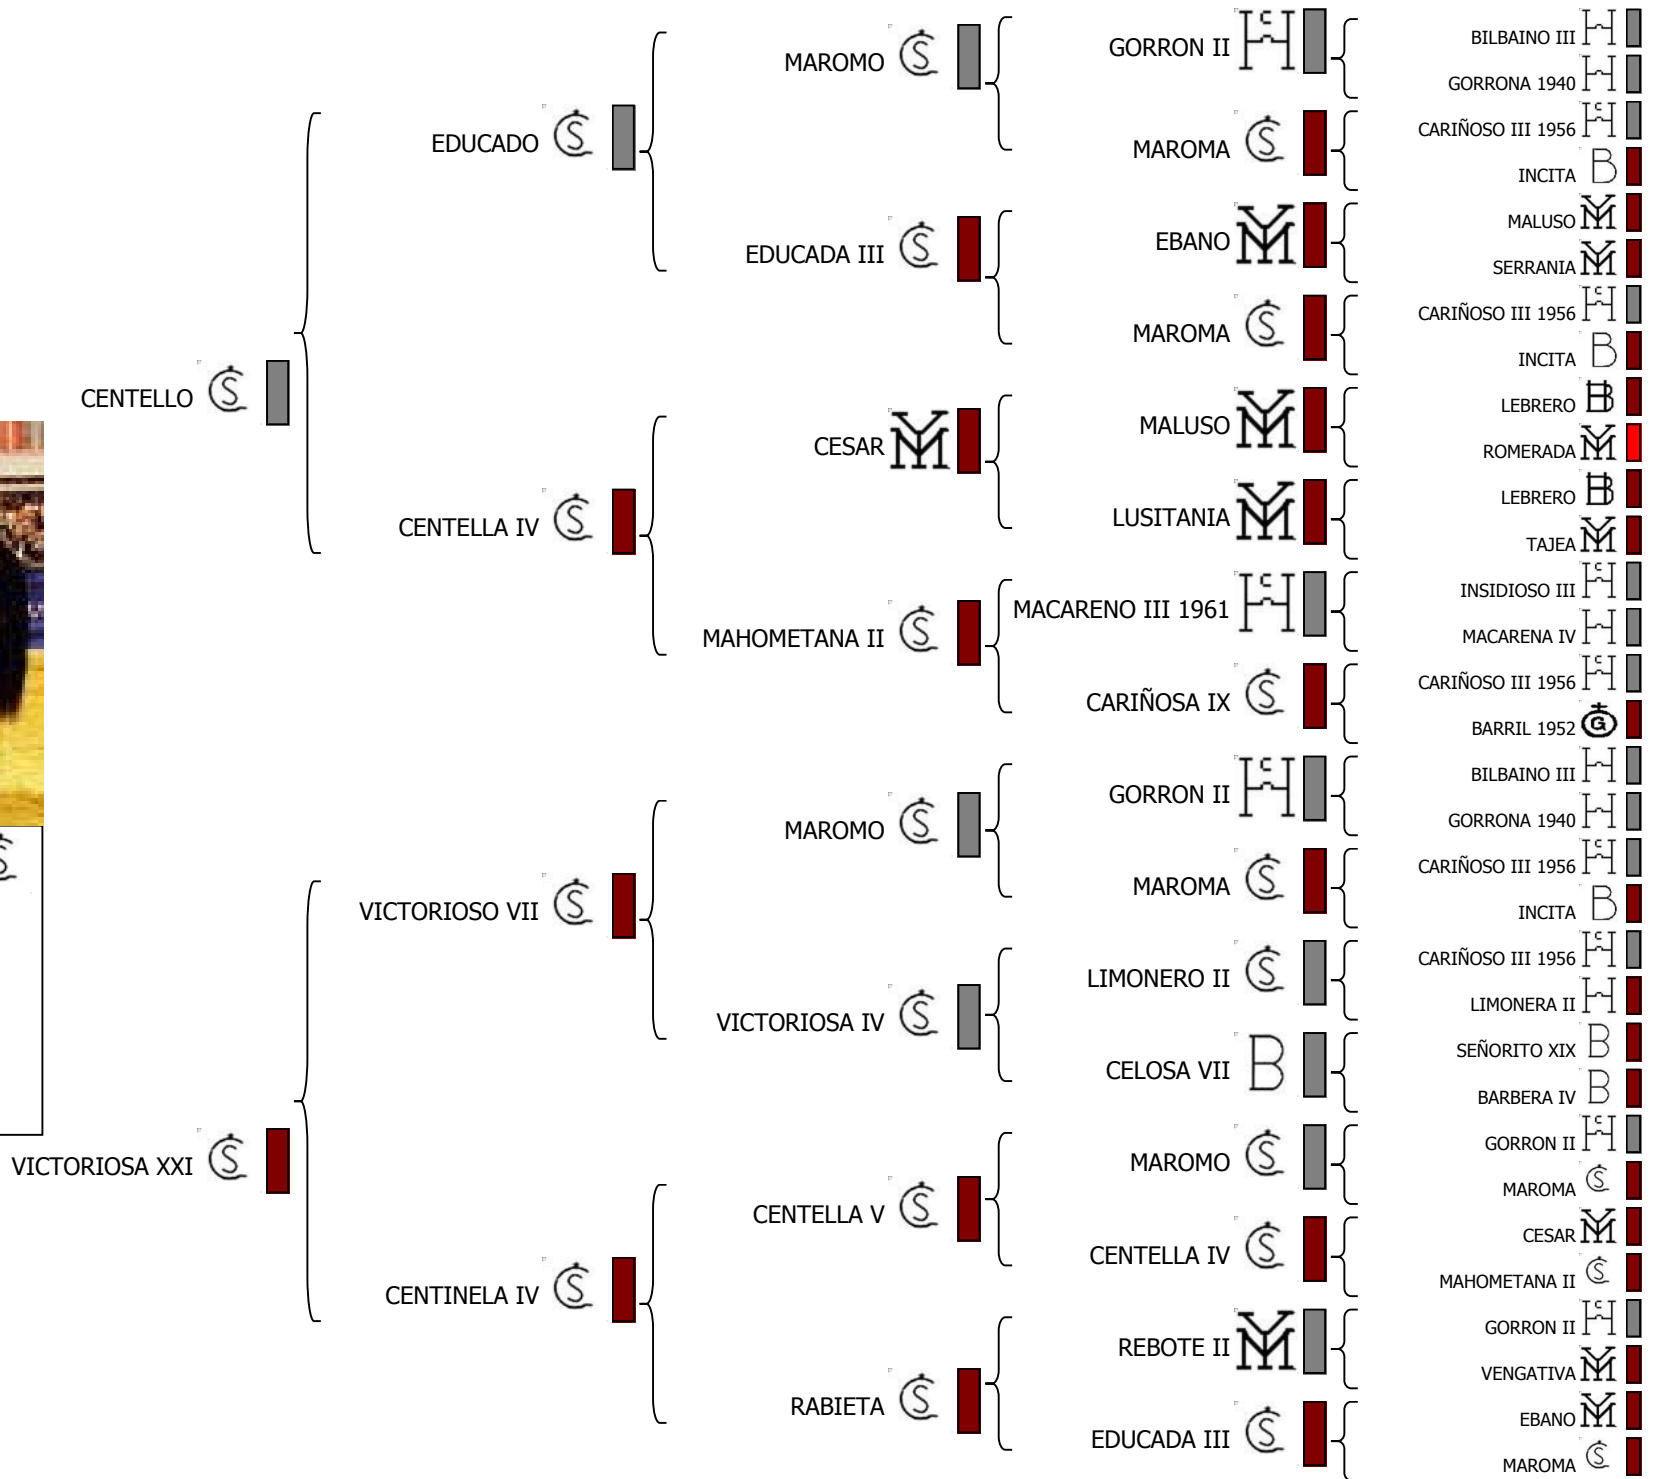 CENTELLO
VICTORIOSA XXI
EDUCADO
CENTELLA IV
VICTORIOSO VII
CENTINELA IV
MAROMO
EDUCADA III
CESAR
MAHOMETANA II
MAROMO
VICTORIOSA IV
CENTELLA V
RABIETA
GORRON II
MAROMA
EBANO
MAROMA
MALUSO
LUSITANIA
MACARENO III 1961
CARIÑOSA IX
GORRON II
MAROMA
LIMONERO II
CELOSA VII
MAROMO
CENTELLA IV
REBOTE II
EDUCADA III
BILBAINO III
GORRONA 1940
CARIÑOSO III 1956
INCITA
MALUSO
SERRANIA
CARIÑOSO III 1956
INCITA
LEBRERO
ROMERADA
LEBRERO
TAJEA
INSIDIOSO III
MACARENA IV
CARIÑOSO III 1956
BARRIL 1952
BILBAINO III
GORRONA 1940
CARIÑOSO III 1956
INCITA
CARIÑOSO III 1956
LIMONERA II
SEÑORITO XIX
BARBERA IV
GORRON II
MAROMA
CESAR
MAHOMETANA II
GORRON II
VENGATIVA
EBANO
MAROMA